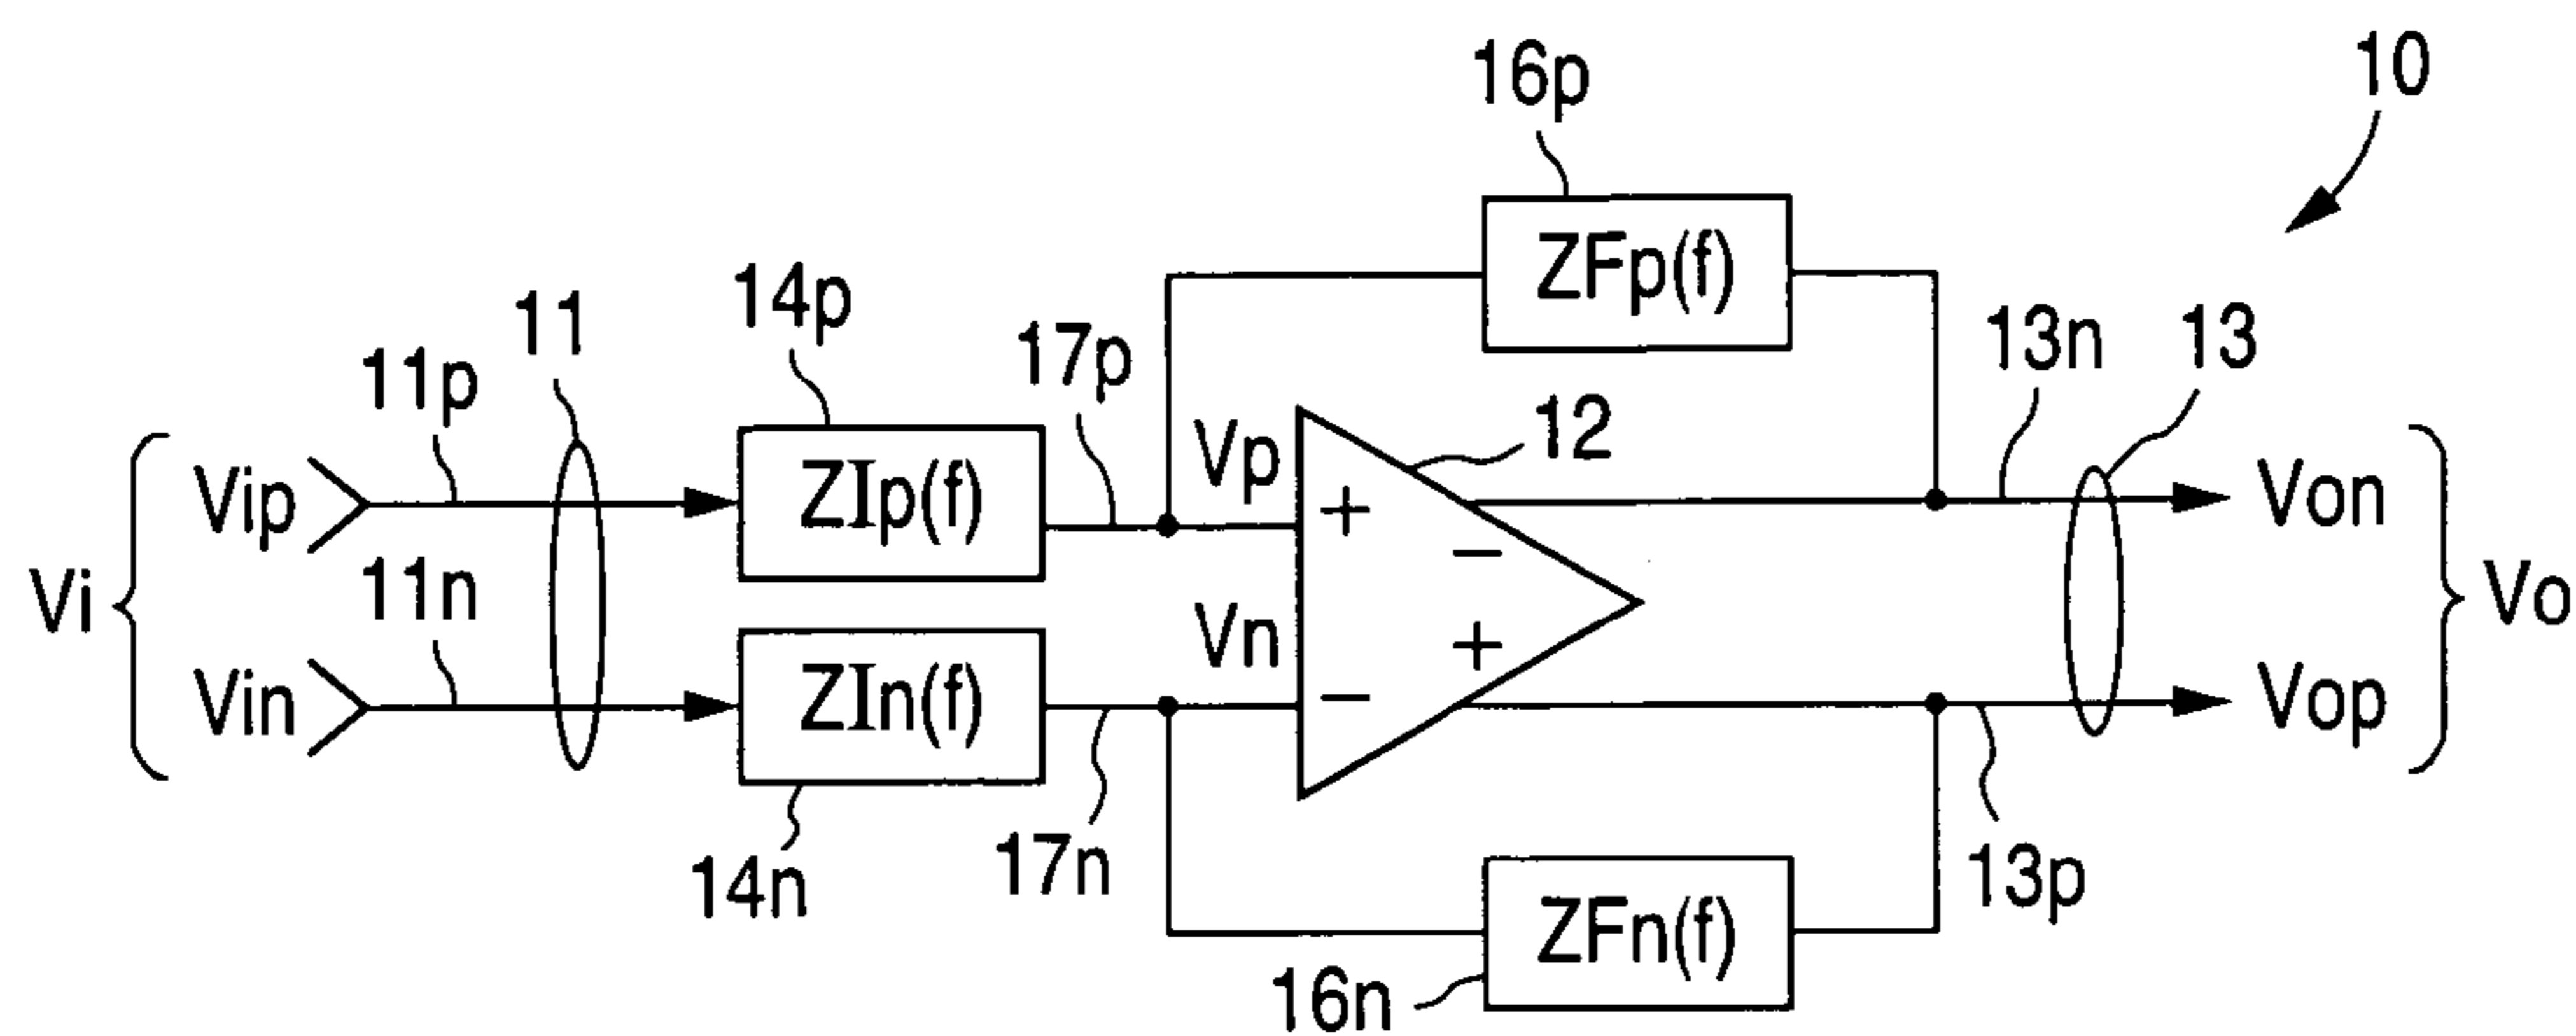 10
16p
ZFp(f)
14p
11
17p
13n
13
11p
12
Vp
Vip
ZIp(f)
+
−
Von
Vi
11n
Vo
Vn
+
Vin
ZIn(f)
−
Vop
14n
17n
13p
ZFn(f)
16n